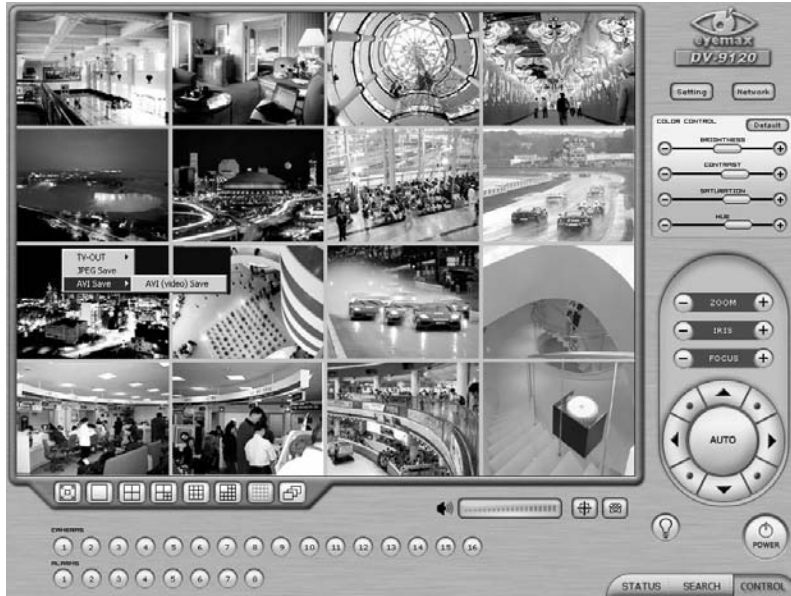 eyemax
DV-9120
Setting
Network
COLOR CONTROL
Default
BRIGHTNESS
CONTRAST
SATURATION
HUE
TV-OUT
JPEG Save
AVI Save
AVI (video) Save
ZOOM
IRIS
FOCUS
AUTO
CAMERAS
1 2 3 4 5 6 7 8 9 10 11 12 13 14 15 16
ALARMS
1 2 3 4 5 6 7 8
POWER
STATUS
SEARCH
CONTROL